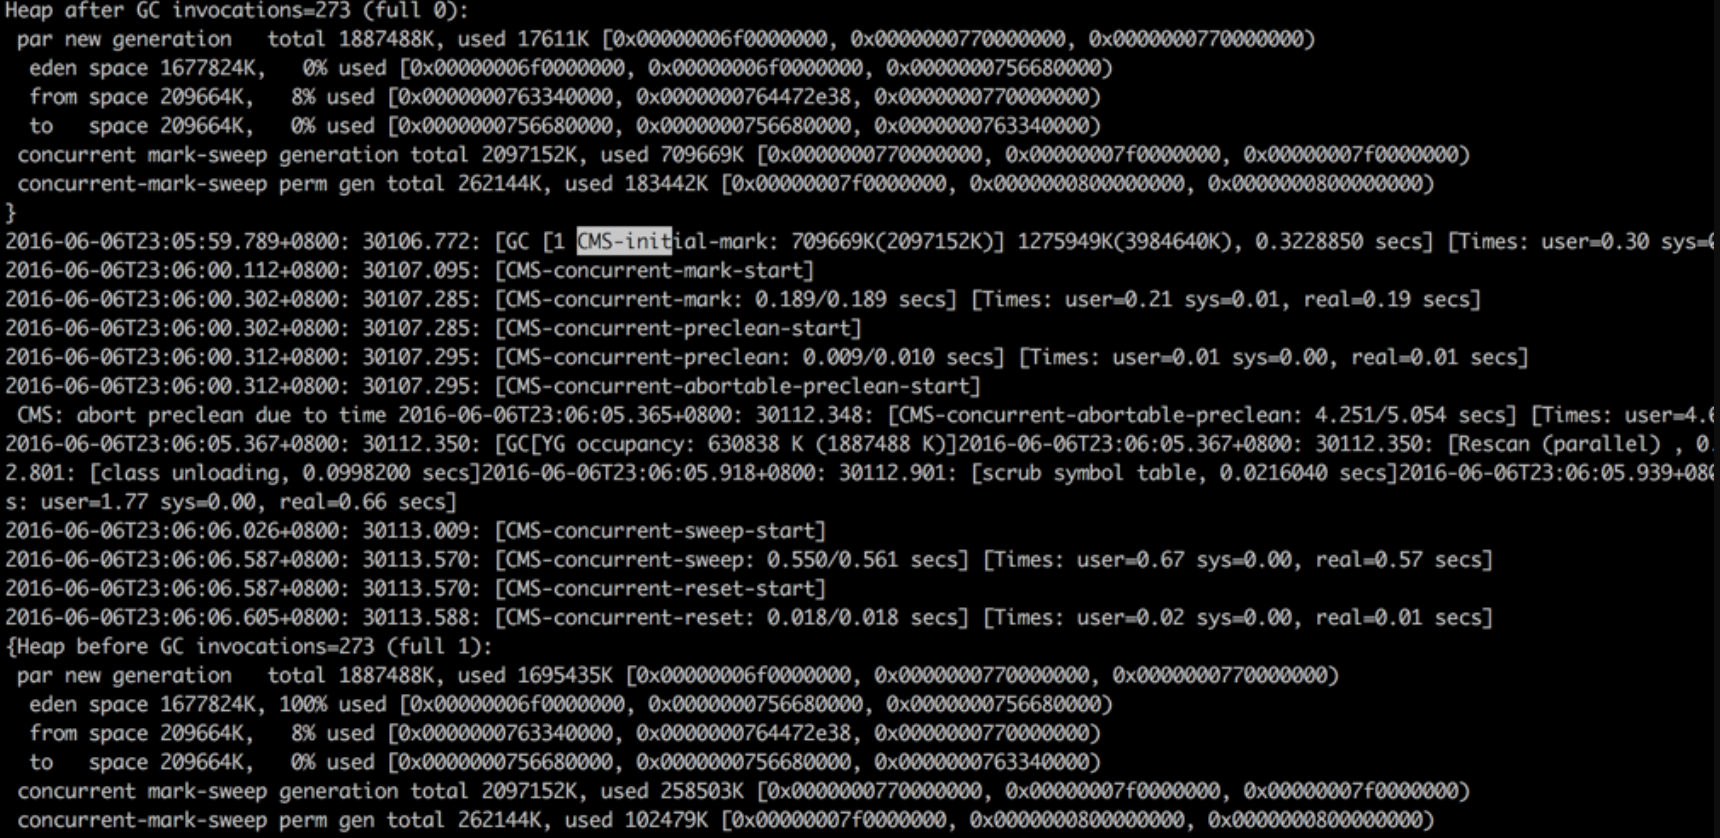 Heap after GC invocations=273 (full 0):
par new generation   total 1887488K, used 17611K [0x00000006f0000000, 0x0000000770000000, 0x0000000770000000)
eden space 1677824K,   0% used [0x00000006f0000000, 0x00000006f0000000, 0x0000000756680000)
from space 209664K,   8% used [0x0000000763340000, 0x0000000764472e38, 0x0000000770000000)
to   space 209664K,   0% used [0x0000000756680000, 0x0000000756680000, 0x0000000763340000)
concurrent mark-sweep generation total 2097152K, used 709669K [0x0000000770000000, 0x00000007f0000000, 0x00000007f0000000)
concurrent-mark-sweep perm gen total 262144K, used 183442K [0x00000007f0000000, 0x0000000800000000, 0x0000000800000000)
}
2016-06-06T23:05:59.789+0800: 30106.772: [GC [1 CMS-initial-mark: 709669K(2097152K)] 1275949K(3984640K), 0.3228850 secs] [Times: user=0.30 sys=
2016-06-06T23:06:00.112+0800: 30107.095: [CMS-concurrent-mark-start]
2016-06-06T23:06:00.302+0800: 30107.285: [CMS-concurrent-mark: 0.189/0.189 secs] [Times: user=0.21 sys=0.01, real=0.19 secs]
2016-06-06T23:06:00.302+0800: 30107.285: [CMS-concurrent-preclean-start]
2016-06-06T23:06:00.312+0800: 30107.295: [CMS-concurrent-preclean: 0.009/0.010 secs] [Times: user=0.01 sys=0.00, real=0.01 secs]
2016-06-06T23:06:00.312+0800: 30107.295: [CMS-concurrent-abortable-preclean-start]
CMS: abort preclean due to time 2016-06-06T23:06:05.365+0800: 30112.348: [CMS-concurrent-abortable-preclean: 4.251/5.054 secs] [Times: user=4.
2016-06-06T23:06:05.367+0800: 30112.350: [GC[YG occupancy: 630838 K (1887488 K)]2016-06-06T23:06:05.367+0800: 30112.350: [Rescan (parallel) , 0.
2.801: [class unloading, 0.0998200 secs]2016-06-06T23:06:05.918+0800: 30112.901: [scrub symbol table, 0.0216040 secs]2016-06-06T23:06:05.939+08
s: user=1.77 sys=0.00, real=0.66 secs]
2016-06-06T23:06:06.026+0800: 30113.009: [CMS-concurrent-sweep-start]
2016-06-06T23:06:06.587+0800: 30113.570: [CMS-concurrent-sweep: 0.550/0.561 secs] [Times: user=0.67 sys=0.00, real=0.57 secs]
2016-06-06T23:06:06.587+0800: 30113.570: [CMS-concurrent-reset-start]
2016-06-06T23:06:06.605+0800: 30113.588: [CMS-concurrent-reset: 0.018/0.018 secs] [Times: user=0.02 sys=0.00, real=0.01 secs]
{Heap before GC invocations=273 (full 1):
par new generation   total 1887488K, used 1695435K [0x00000006f0000000, 0x0000000770000000, 0x0000000770000000)
eden space 1677824K, 100% used [0x00000006f0000000, 0x0000000756680000, 0x0000000756680000)
from space 209664K,   8% used [0x0000000763340000, 0x0000000764472e38, 0x0000000770000000)
to   space 209664K,   0% used [0x0000000756680000, 0x0000000756680000, 0x0000000763340000)
concurrent mark-sweep generation total 2097152K, used 258503K [0x0000000770000000, 0x00000007f0000000, 0x00000007f0000000)
concurrent-mark-sweep perm gen total 262144K, used 102479K [0x00000007f0000000, 0x0000000800000000, 0x0000000800000000)